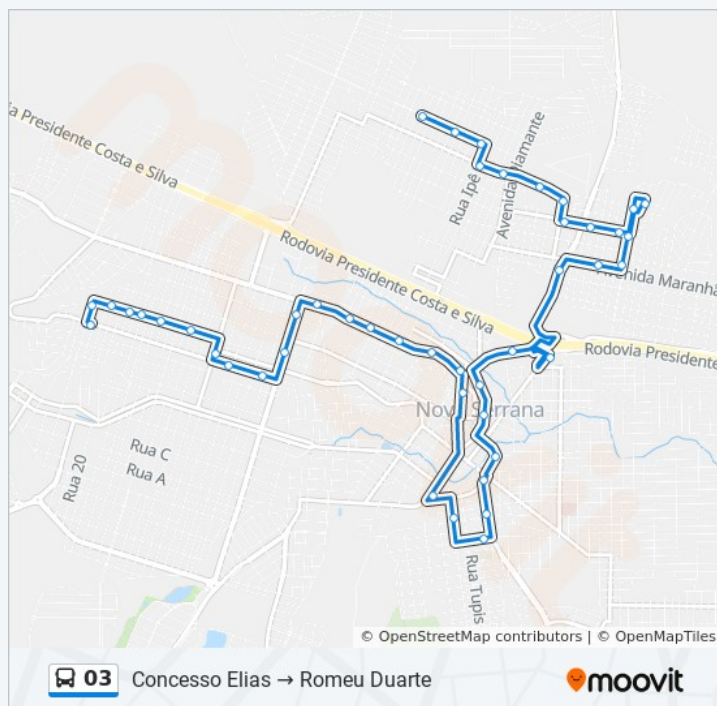 ia Presidente Costa e Silva
Avenida Diamante
Rua Ipê
Rodovia Presidente Costa e Silva
Avenida Maranhã
Rodovia Presidente
Nova Serrana
Rua C
Rua A
Rua 20
Rua Tupis
© OpenStreetMap contributors | © OpenMapTiles
03 Concesso Elias → Romeu Duarte
moovit